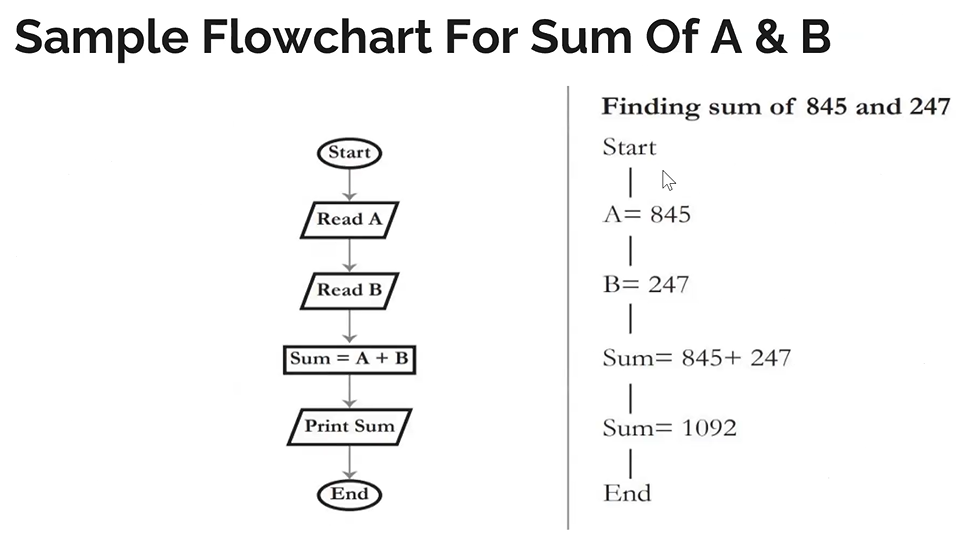 Sample Flowchart For Sum Of A & B
Start
Read A
Read B
Sum = A + B
Print Sum
End
Finding sum of 845 and 247
Start
A= 845
B= 247
Sum= 845+ 247
Sum= 1092
End